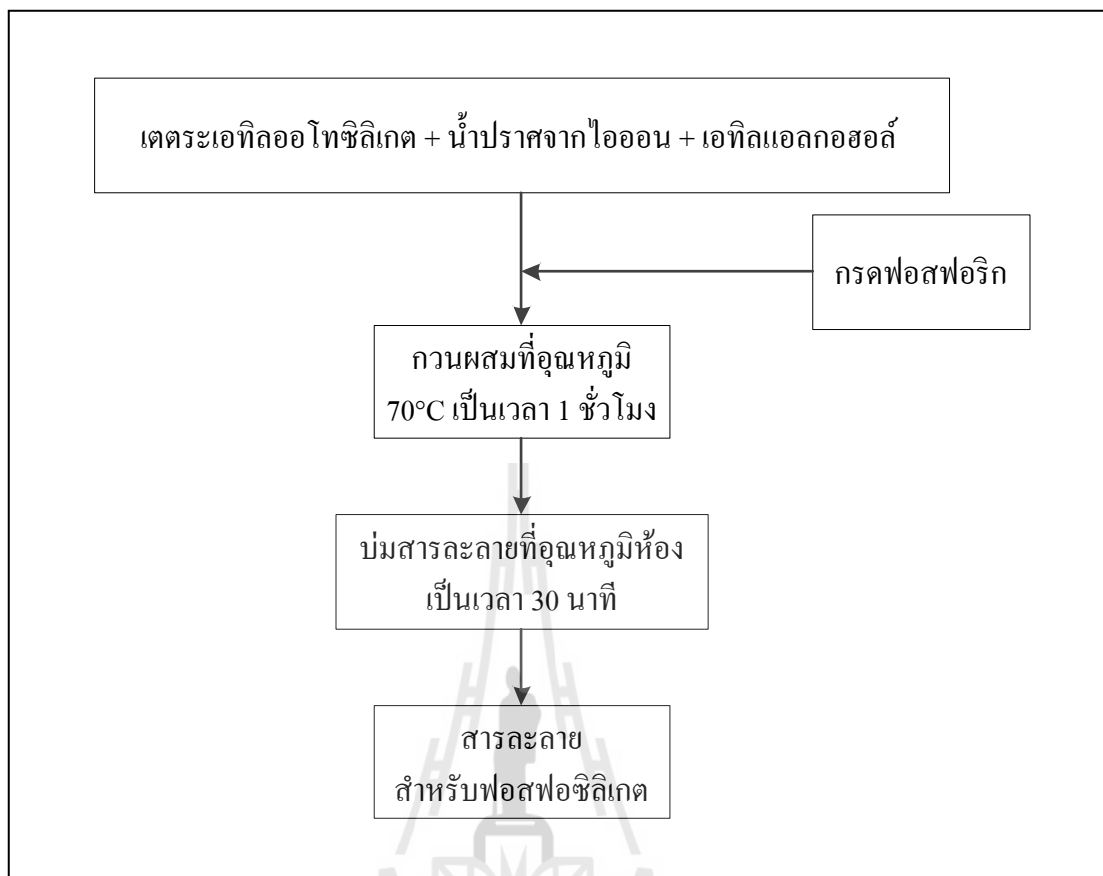 เตตระเอทิลออโทซิลิเกต + น้ำปราศจากไอออน + เอทิลแอลกอฮอล์
กรดฟอสฟอริก
กวนผสมที่อุณหภูมิ
70°C เป็นเวลา 1 ชั่วโมง
บ่มสารละลายที่อุณหภูมิห้อง
เป็นเวลา 30 นาที
สารละลาย
สำหรับฟอสฟอซิลิเกต